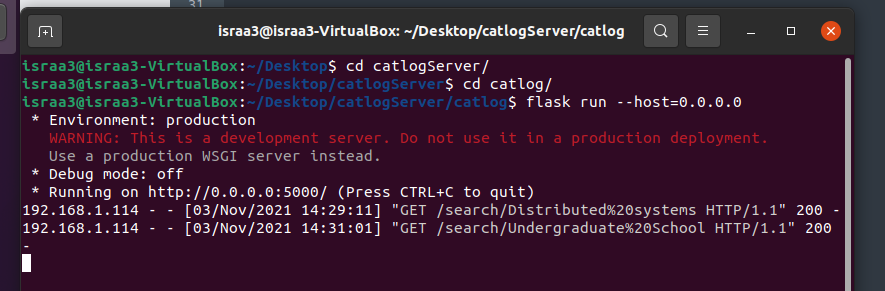 31
israa3@israa3-VirtualBox: ~/Desktop/catlogServer/catlog
israa3@israa3-VirtualBox:~/Desktop$ cd catlogServer/
israa3@israa3-VirtualBox:~/Desktop/catlogServer$ cd catlog/
israa3@israa3-VirtualBox:~/Desktop/catlogServer/catlog$ flask run --host=0.0.0.0
* Environment: production
WARNING: This is a development server. Do not use it in a production deployment.
Use a production WSGI server instead.
* Debug mode: off
* Running on http://0.0.0.0:5000/ (Press CTRL+C to quit)
192.168.1.114 - - [03/Nov/2021 14:29:11] "GET /search/Distributed%20systems HTTP/1.1" 200 -
192.168.1.114 - - [03/Nov/2021 14:31:01] "GET /search/Undergraduate%20School HTTP/1.1" 200
-